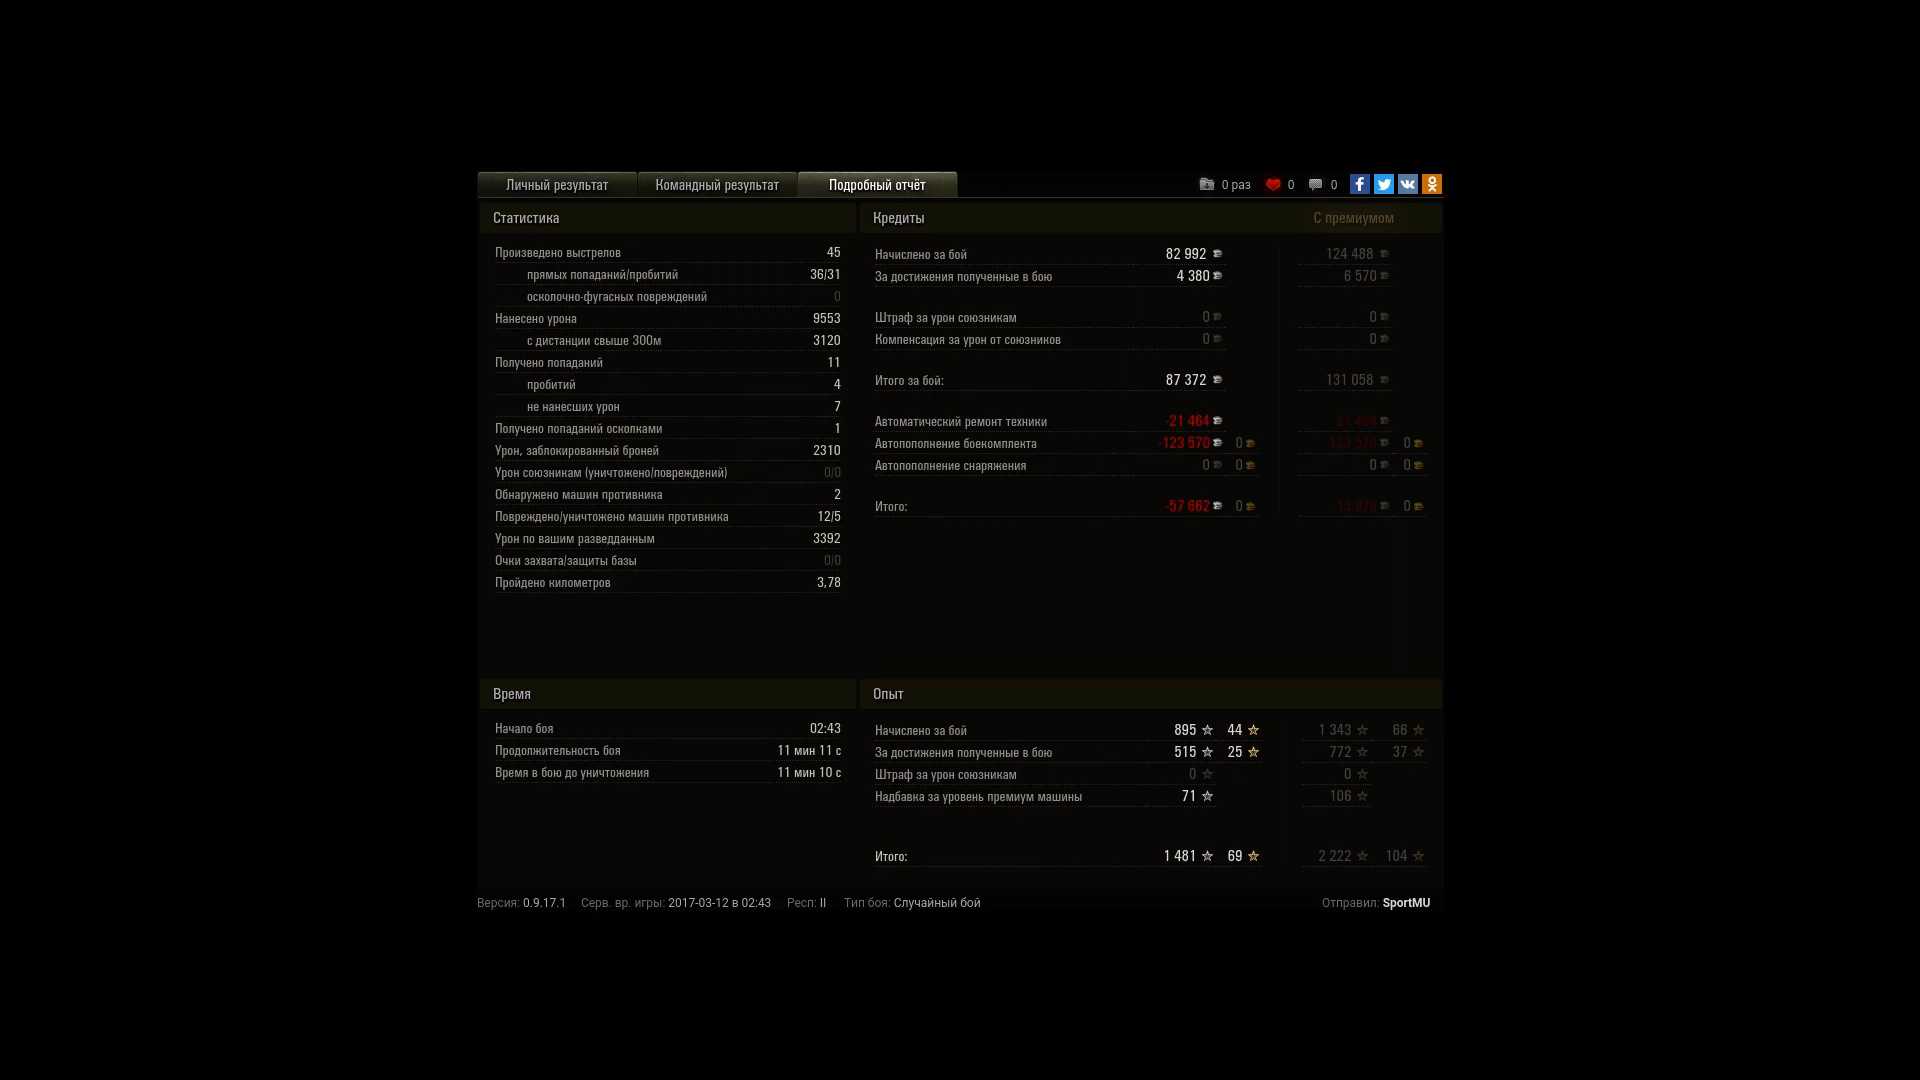 Личный результат Командный результат Подробный отчёт 0 раз 0 0
Статистика
Произведено выстрелов 45
прямых попаданий/пробитий 36/31
осколочно-фугасных повреждений 0
Нанесено урона 9553
с дистанции свыше 300м 3120
Получено попаданий 11
пробитий 4
не нанесших урон 7
Получено попаданий осколками 1
Урон, заблокированный броней 2310
Урон союзникам (уничтожено/повреждений) 0/0
Обнаружено машин противника 2
Повреждено/уничтожено машин противника 12/5
Урон по вашим разведданным 3392
Очки захвата/защиты базы 0/0
Пройдено километров 3,78
Кредиты С премиумом
Начислено за бой 82 992 124 488
За достижения полученные в бою 4 380 6 570
Штраф за урон союзникам 0 0
Компенсация за урон от союзников 0 0
Итого за бой: 87 372 131 058
Автоматический ремонт техники -21 464 -21 464
Автопополнение боекомплекта -123 570 0 -123 570 0
Автопополнение снаряжения 0 0 0 0
Итого: -57 662 0 -13 976 0
Время
Начало боя 02:43
Продолжительность боя 11 мин 11 с
Время в бою до уничтожения 11 мин 10 с
Опыт
Начислено за бой 895 44 1 343 66
За достижения полученные в бою 515 25 772 37
Штраф за урон союзникам 0 0
Надбавка за уровень премиум машины 71 106
Итого: 1 481 69 2 222 104
Версия: 0.9.17.1 Серв. вр. игры: 2017-03-12 в 02:43 Респ: II Тип боя: Случайный бой Отправил: SportMU